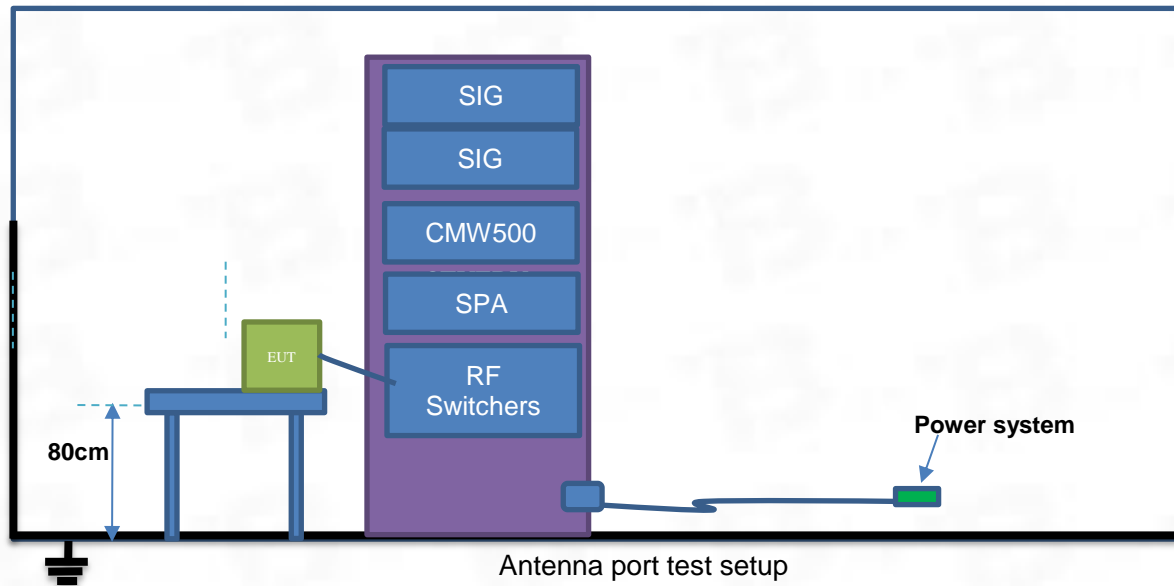 SIG
SIG
CMW500
SPA
EUT
RF
Switchers
80cm
Power system
Antenna port test setup